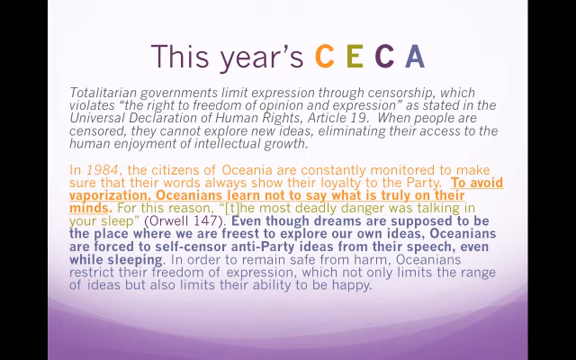 This year's C E C A
Totalitarian governments limit expression through censorship, which
violates "the right to freedom of opinion and expression" as stated in the
Universal Declaration of Human Rights, Article 19.  When people are
censored, they cannot explore new ideas, eliminating their access to the
human enjoyment of intellectual growth.
In 1984, the citizens of Oceania are constantly monitored to make
sure that their words always show their loyalty to the Party.  To avoid
vaporization, Oceanians learn not to say what is truly on their
minds. For this reason, "[t]he most deadly danger was talking in
your sleep" (Orwell 147). Even though dreams are supposed to be
the place where we are freest to explore our own ideas, Oceanians
are forced to self-censor anti-Party ideas from their speech, even
while sleeping. In order to remain safe from harm, Oceanians
restrict their freedom of expression, which not only limits the range
of ideas but also limits their ability to be happy.